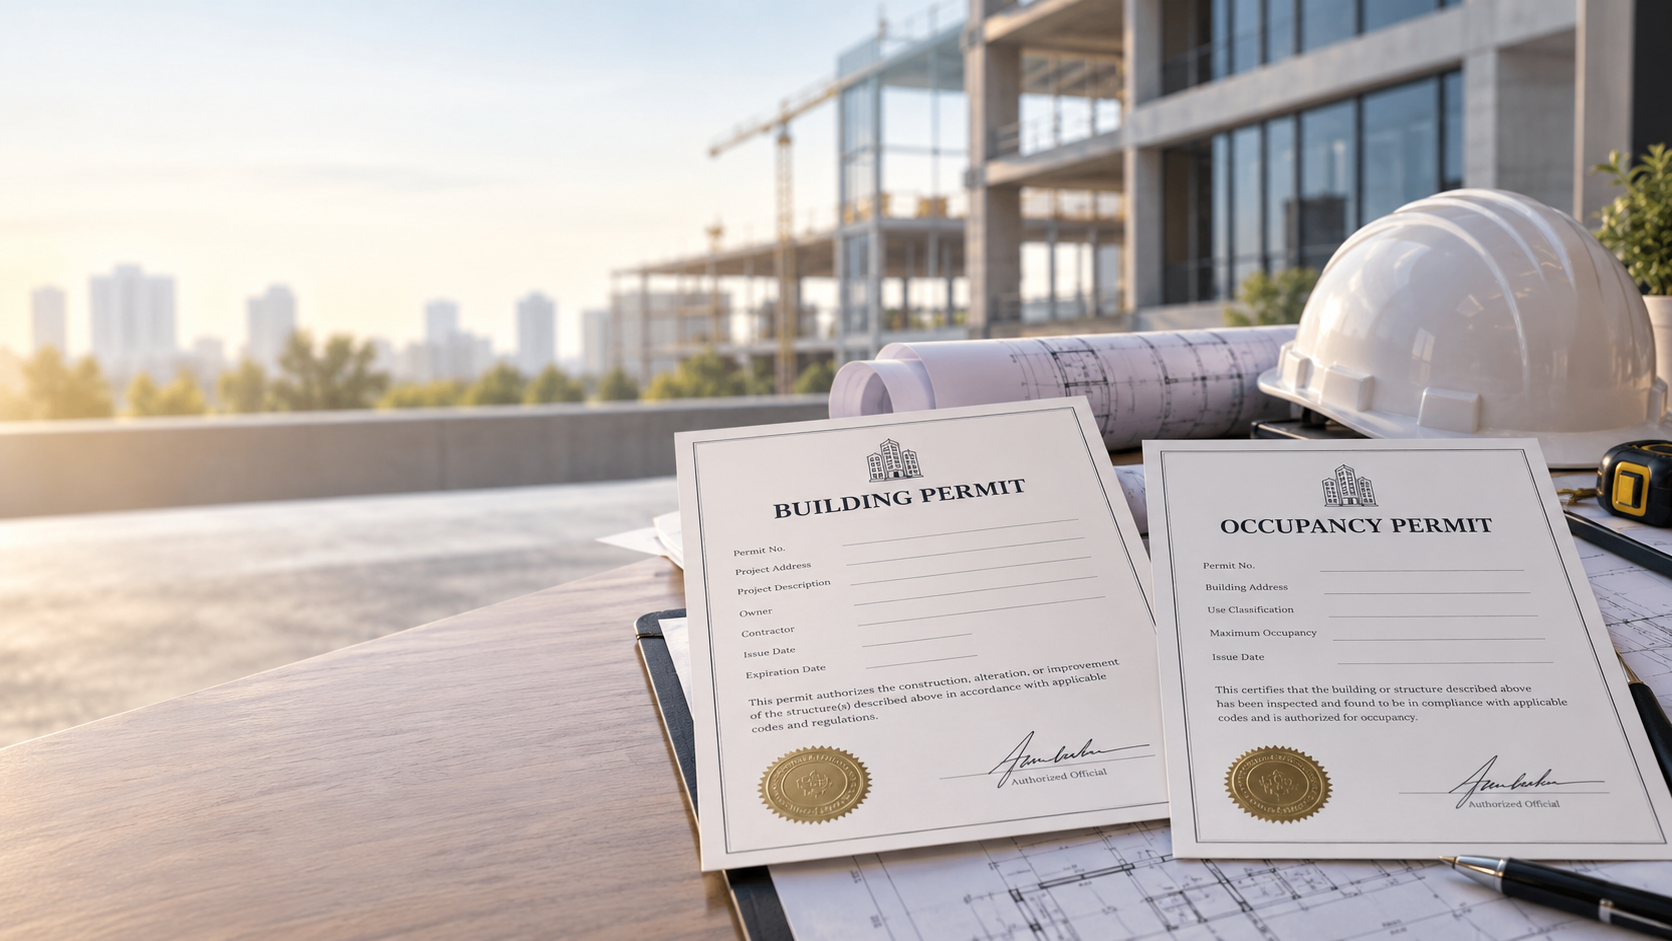 BUILDING PERMIT
Permit No.
Project Address
Project Description
Owner
Contractor
Issue Date
Expiration Date
This permit authorizes the construction, alteration, or improvement
of the structure(s) described above in accordance with applicable
codes and regulations.
Authorized Official
OCCUPANCY PERMIT
Permit No.
Building Address
Use Classification
Maximum Occupancy
Issue Date
This certifies that the building or structure described above
has been inspected and found to be in compliance with applicable
codes and is authorized for occupancy.
Authorized Official